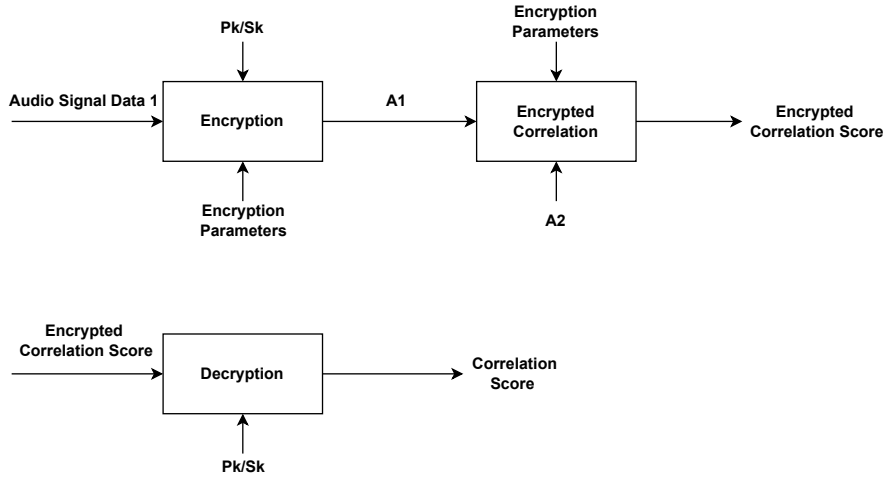 Pk/Sk
Encryption
Parameters
Audio Signal Data 1
Encryption
A1
Encrypted
Correlation
Encrypted
Correlation Score
Encryption
Parameters
A2
Encrypted
Correlation Score
Decryption
Correlation
Score
Pk/Sk